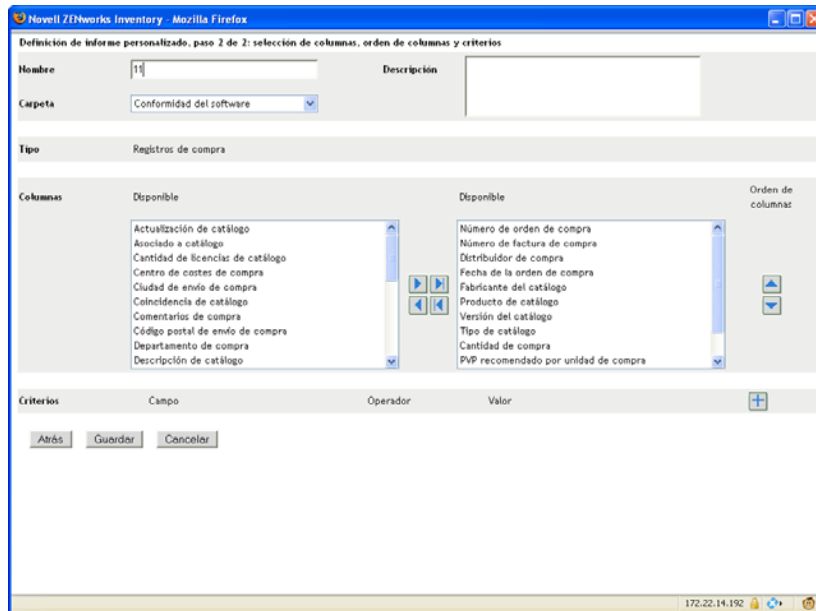 Novell ZENworks Inventory - Mozilla Firefox
Definición de informe personalizado, paso 2 de 2: selección de columnas, orden de columnas y criterios
Nombre 11 Descripción
Carpeta Conformidad del software
Tipo Registros de compra
Columnas Disponible Disponible Orden de columnas
Actualización de catálogo Número de orden de compra
Asociado a catálogo Número de factura de compra
Cantidad de licencias de catálogo Distribuidor de compra
Centro de costes de compra Fecha de la orden de compra
Ciudad de envío de compra Fabricante del catálogo
Coincidencia de catálogo Producto de catálogo
Comentarios de compra Versión del catálogo
Código postal de envío de compra Tipo de catálogo
Departamento de compra Cantidad de compra
Descripción de catálogo PVP recomendado por unidad de compra
Criterios Campo Operador Valor
Atrás Guardar Cancelar
172.22.14.192